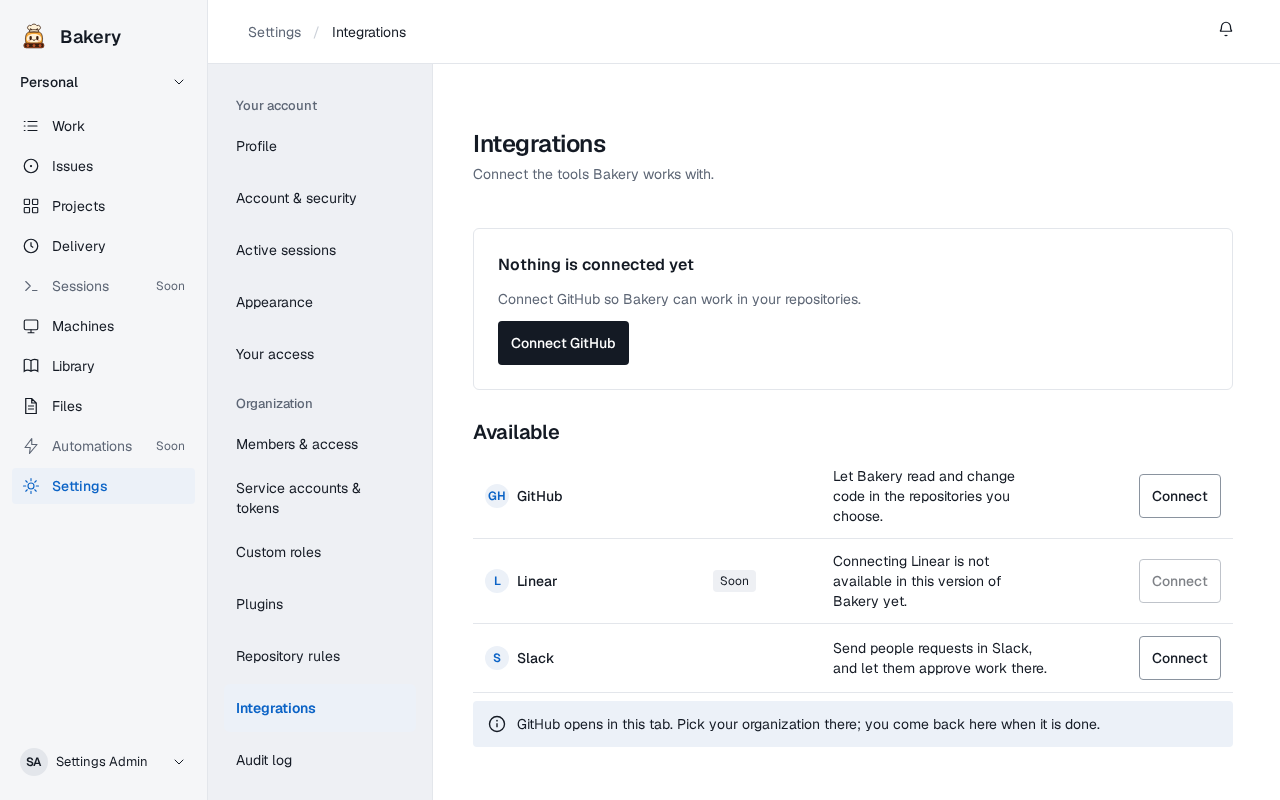 Bakery
Personal
Work
Issues
Projects
Delivery
Sessions Soon
Machines
Library
Files
Automations Soon
Settings
SA Settings Admin
Settings / Integrations
Your account
Profile
Account & security
Active sessions
Appearance
Your access
Organization
Members & access
Service accounts &
tokens
Custom roles
Plugins
Repository rules
Integrations
Audit log
Integrations
Connect the tools Bakery works with.
Nothing is connected yet
Connect GitHub so Bakery can work in your repositories.
Connect GitHub
Available
GH GitHub
Let Bakery read and change
code in the repositories you
choose.
Connect
L Linear
Soon
Connecting Linear is not
available in this version of
Bakery yet.
Connect
S Slack
Send people requests in Slack,
and let them approve work there.
Connect
GitHub opens in this tab. Pick your organization there; you come back here when it is done.